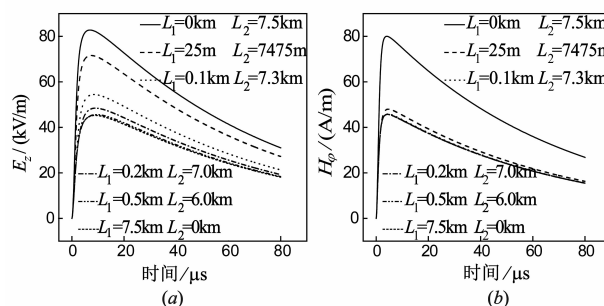 L₁=0km L₂=7.5km
L₁=25m L₂=7475m
L₁=0.1km L₂=7.3km
L₁=0.2km L₂=7.0km
L₁=0.5km L₂=6.0km
L₁=7.5km L₂=0km
E_z/(kV/m)
80
60
40
20
0
0 20 40 60 80
时间/μs
(a)
L₁=0km L₂=7.5km
L₁=25m L₂=7475m
L₁=0.1km L₂=7.3km
L₁=0.2km L₂=7.0km
L₁=0.5km L₂=6.0km
L₁=7.5km L₂=0km
H_φ/(A/m)
80
60
40
20
0
0 20 40 60 80
时间/μs
(b)